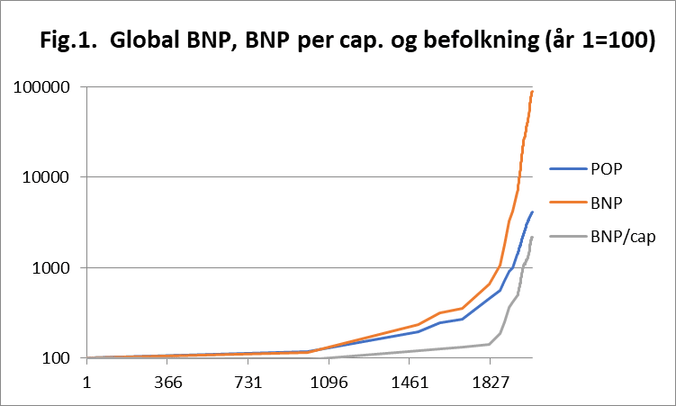 Fig.1.  Global BNP, BNP per cap. og befolkning (år 1=100)
100000
10000
1000
100
1 366 731 1096 1461 1827
POP
BNP
BNP/cap